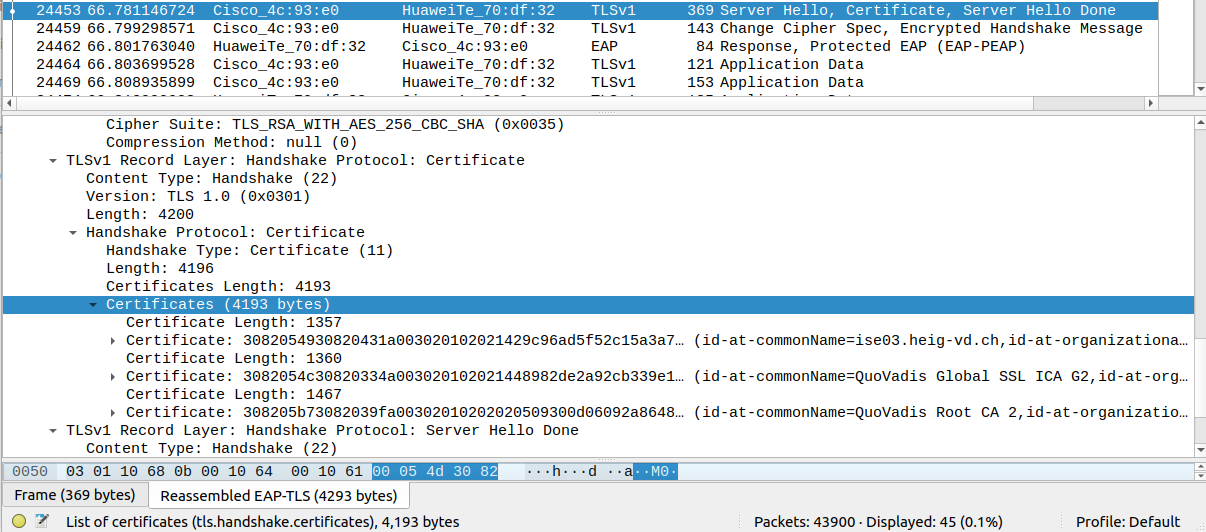 24453 66.781146724 Cisco_4c:93:e0 HuaweiTe_70:df:32 TLSv1 369 Server Hello, Certificate, Server Hello Done
24459 66.799298571 Cisco_4c:93:e0 HuaweiTe_70:df:32 TLSv1 143 Change Cipher Spec, Encrypted Handshake Message
24462 66.801763040 HuaweiTe_70:df:32 Cisco_4c:93:e0 EAP 84 Response, Protected EAP (EAP-PEAP)
24464 66.803699528 Cisco_4c:93:e0 HuaweiTe_70:df:32 TLSv1 121 Application Data
24469 66.808935899 Cisco_4c:93:e0 HuaweiTe_70:df:32 TLSv1 153 Application Data
Cipher Suite: TLS_RSA_WITH_AES_256_CBC_SHA (0x0035)
Compression Method: null (0)
TLSv1 Record Layer: Handshake Protocol: Certificate
Content Type: Handshake (22)
Version: TLS 1.0 (0x0301)
Length: 4200
Handshake Protocol: Certificate
Handshake Type: Certificate (11)
Length: 4196
Certificates Length: 4193
Certificates (4193 bytes)
Certificate Length: 1357
Certificate: 3082054930820431a003020102021429c96ad5f52c15a3a7… (id-at-commonName=ise03.heig-vd.ch,id-at-organizationa…
Certificate Length: 1360
Certificate: 3082054c30820334a003020102021448982de2a92cb339e1… (id-at-commonName=QuoVadis Global SSL ICA G2,id-at-org…
Certificate Length: 1467
Certificate: 308205b73082039fa00302010202020509300d06092a8648… (id-at-commonName=QuoVadis Root CA 2,id-at-organizatio…
TLSv1 Record Layer: Handshake Protocol: Server Hello Done
Content Type: Handshake (22)
0050 03 01 10 68 0b 00 10 64 00 10 61 00 05 4d 30 82 ···h···d ··a··M0·
Frame (369 bytes) Reassembled EAP-TLS (4293 bytes)
List of certificates (tls.handshake.certificates), 4,193 bytes Packets: 43900 · Displayed: 45 (0.1%) Profile: Default